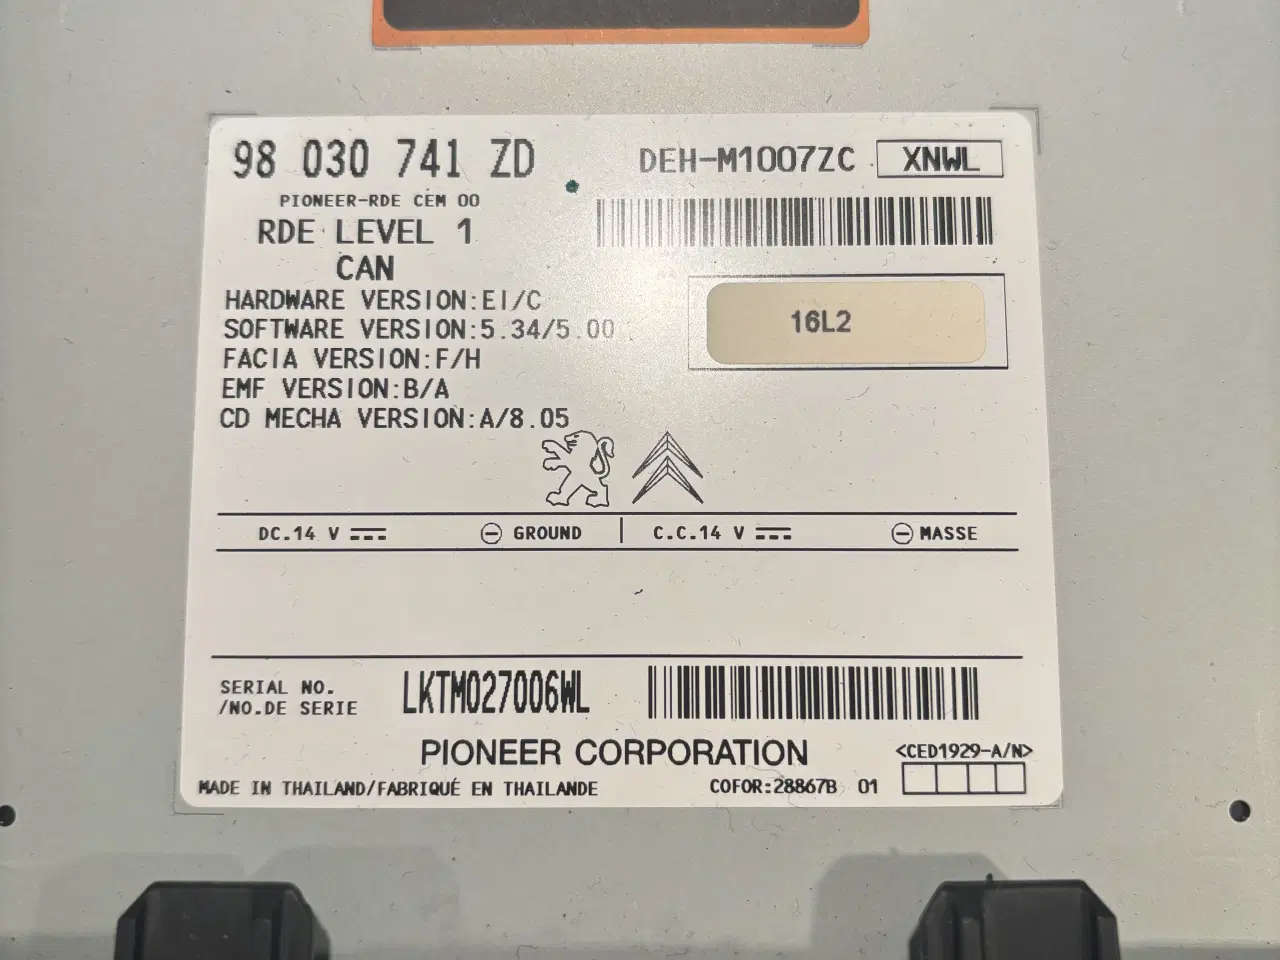 98 030 741 ZD
DEH-M1007ZC XNWL
PIONEER-RDE CEM 00
RDE LEVEL 1
CAN
HARDWARE VERSION:EI/C
SOFTWARE VERSION:5.34/5.00
FACIA VERSION:F/H
EMF VERSION:B/A
CD MECHA VERSION:A/8.05
16L2
DC.14 V ⊖ GROUND | C.C.14 V ⊖ MASSE
SERIAL NO.
/NO.DE SERIE
LKTM027006WL
PIONEER CORPORATION
<CED1929-A/N>
MADE IN THAILAND/FABRIQUÉ EN THAILANDE
COFOR:28867B 01